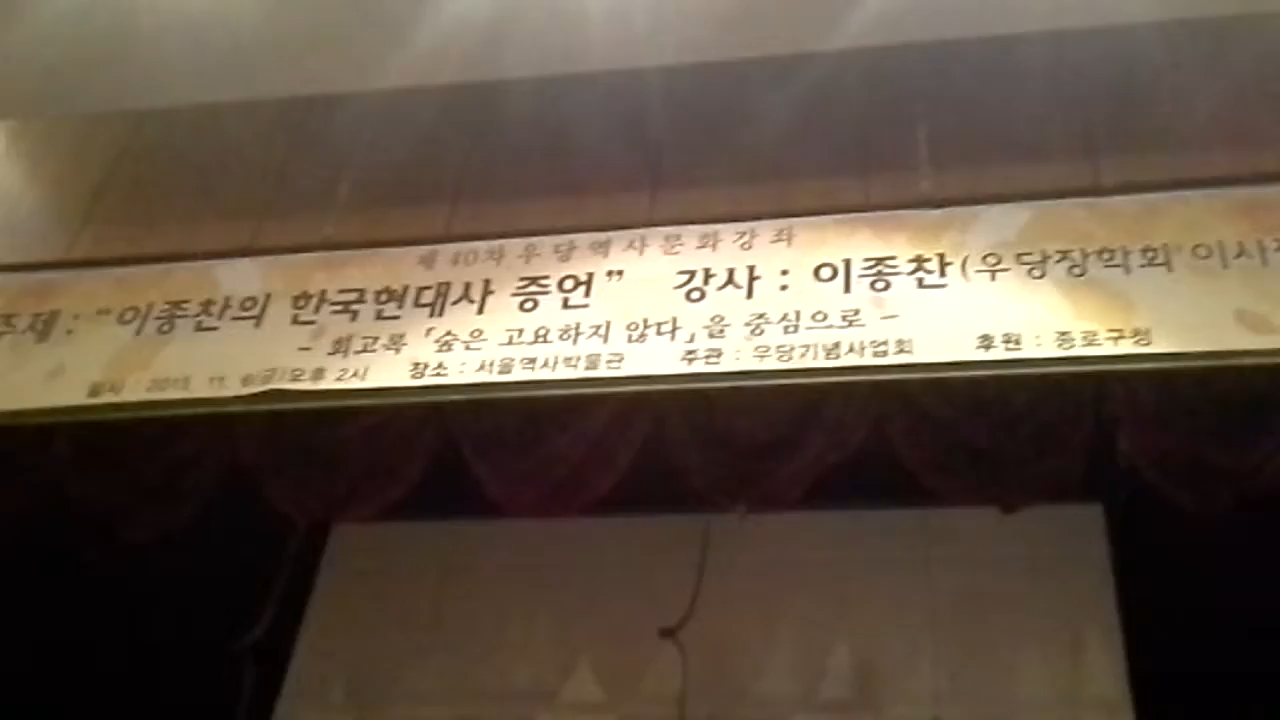 제40차 우당역사문화강좌
주제 : "이종찬의 한국현대사 증언" 강사 : 이종찬(우당장학회 이사
- 회고록 「숲은 고요하지 않다」을 중심으로 -
일시 : 2015. 11. 6(금)오후 2시 장소 : 서울역사박물관 주관 : 우당기념사업회 후원 : 종로구청